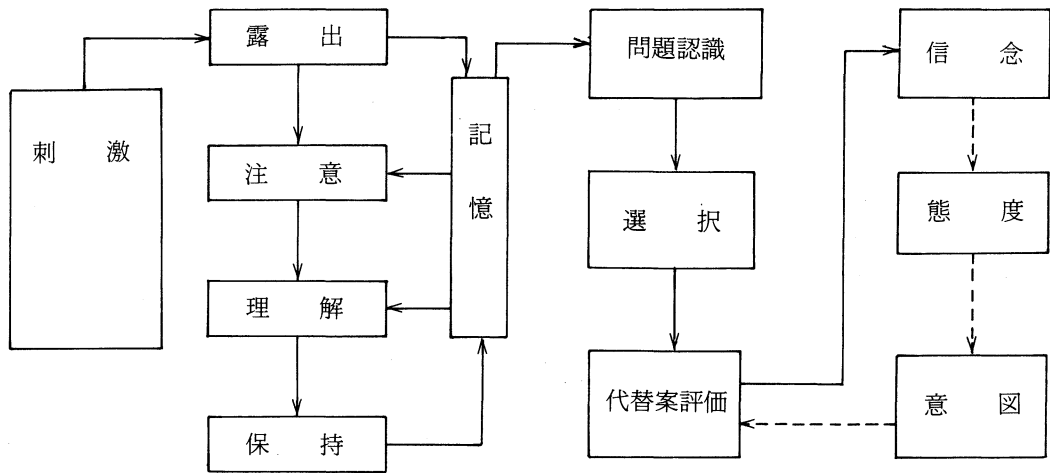 刺激
露出
注意
理解
保持
記憶
問題認識
選択
代替案評価
信念
態度
意図